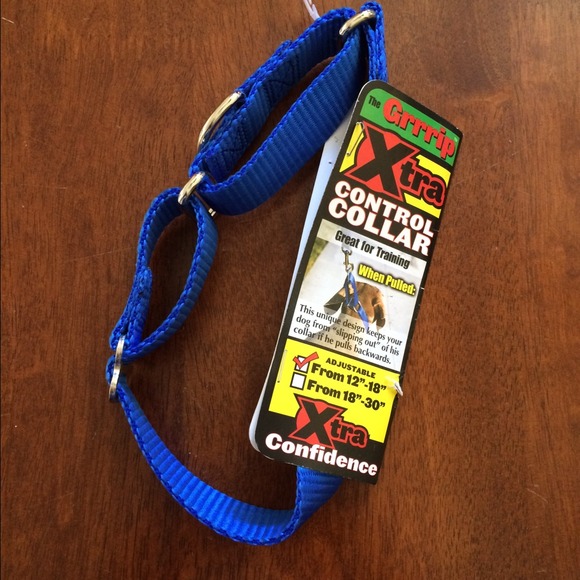 The Grrrip
Xtra
CONTROL
COLLAR
Great for Training
When Pulled:
This unique design keeps your
dog from "slipping out" of his
collar if he pulls backwards.
ADJUSTABLE
From 12"-18"
From 18"-30"
Xtra
Confidence